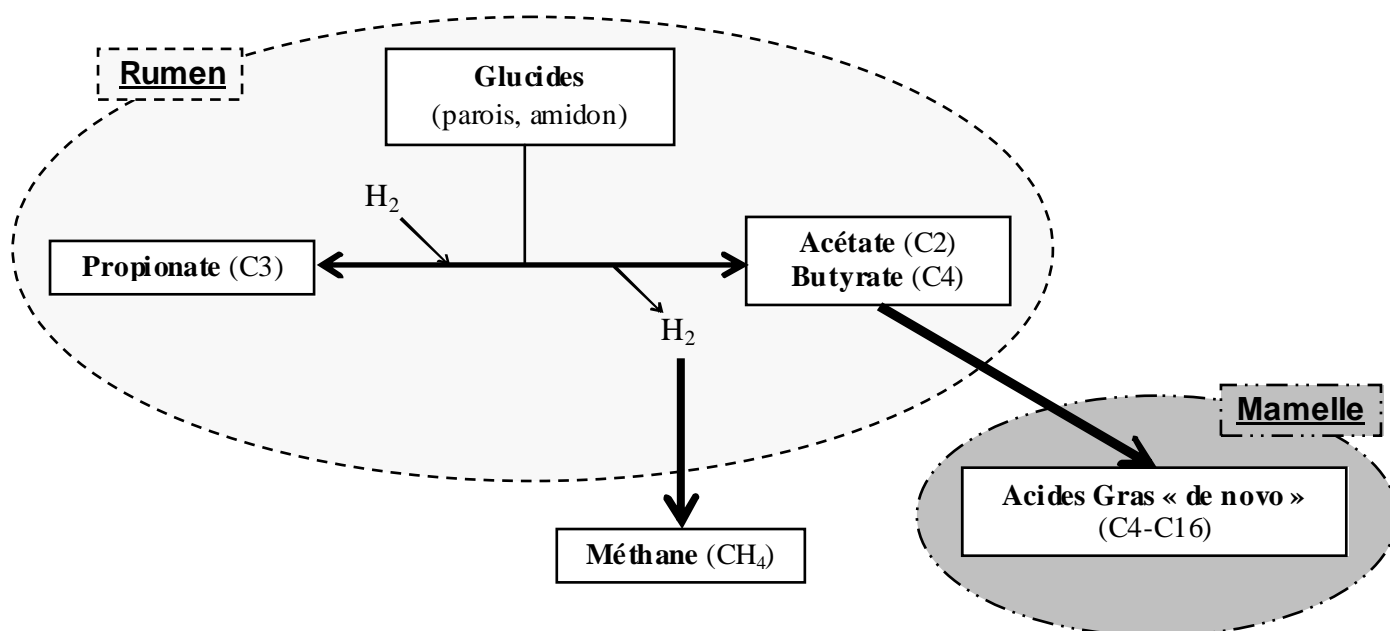 Rumen
Glucides
(parois, amidon)
H₂
Propionate (C3)
Acétate (C2)
Butyrate (C4)
H₂
Mamelle
Acides Gras « de novo »
(C4-C16)
Méthane (CH₄)